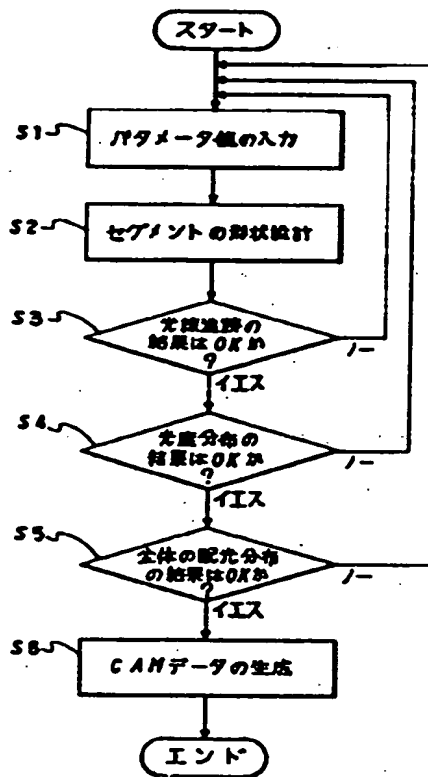 スタート
S1
パタメータ値の入力
S2
セグメントの形状設計
S3
光線追跡の
結果はOKか
?
ノー
イエス
S4
光度分布の
結果はOKか
?
ノー
イエス
S5
全体の配光分布
の結果はOKか
?
ノー
イエス
S6
CAMデータの生成
エンド